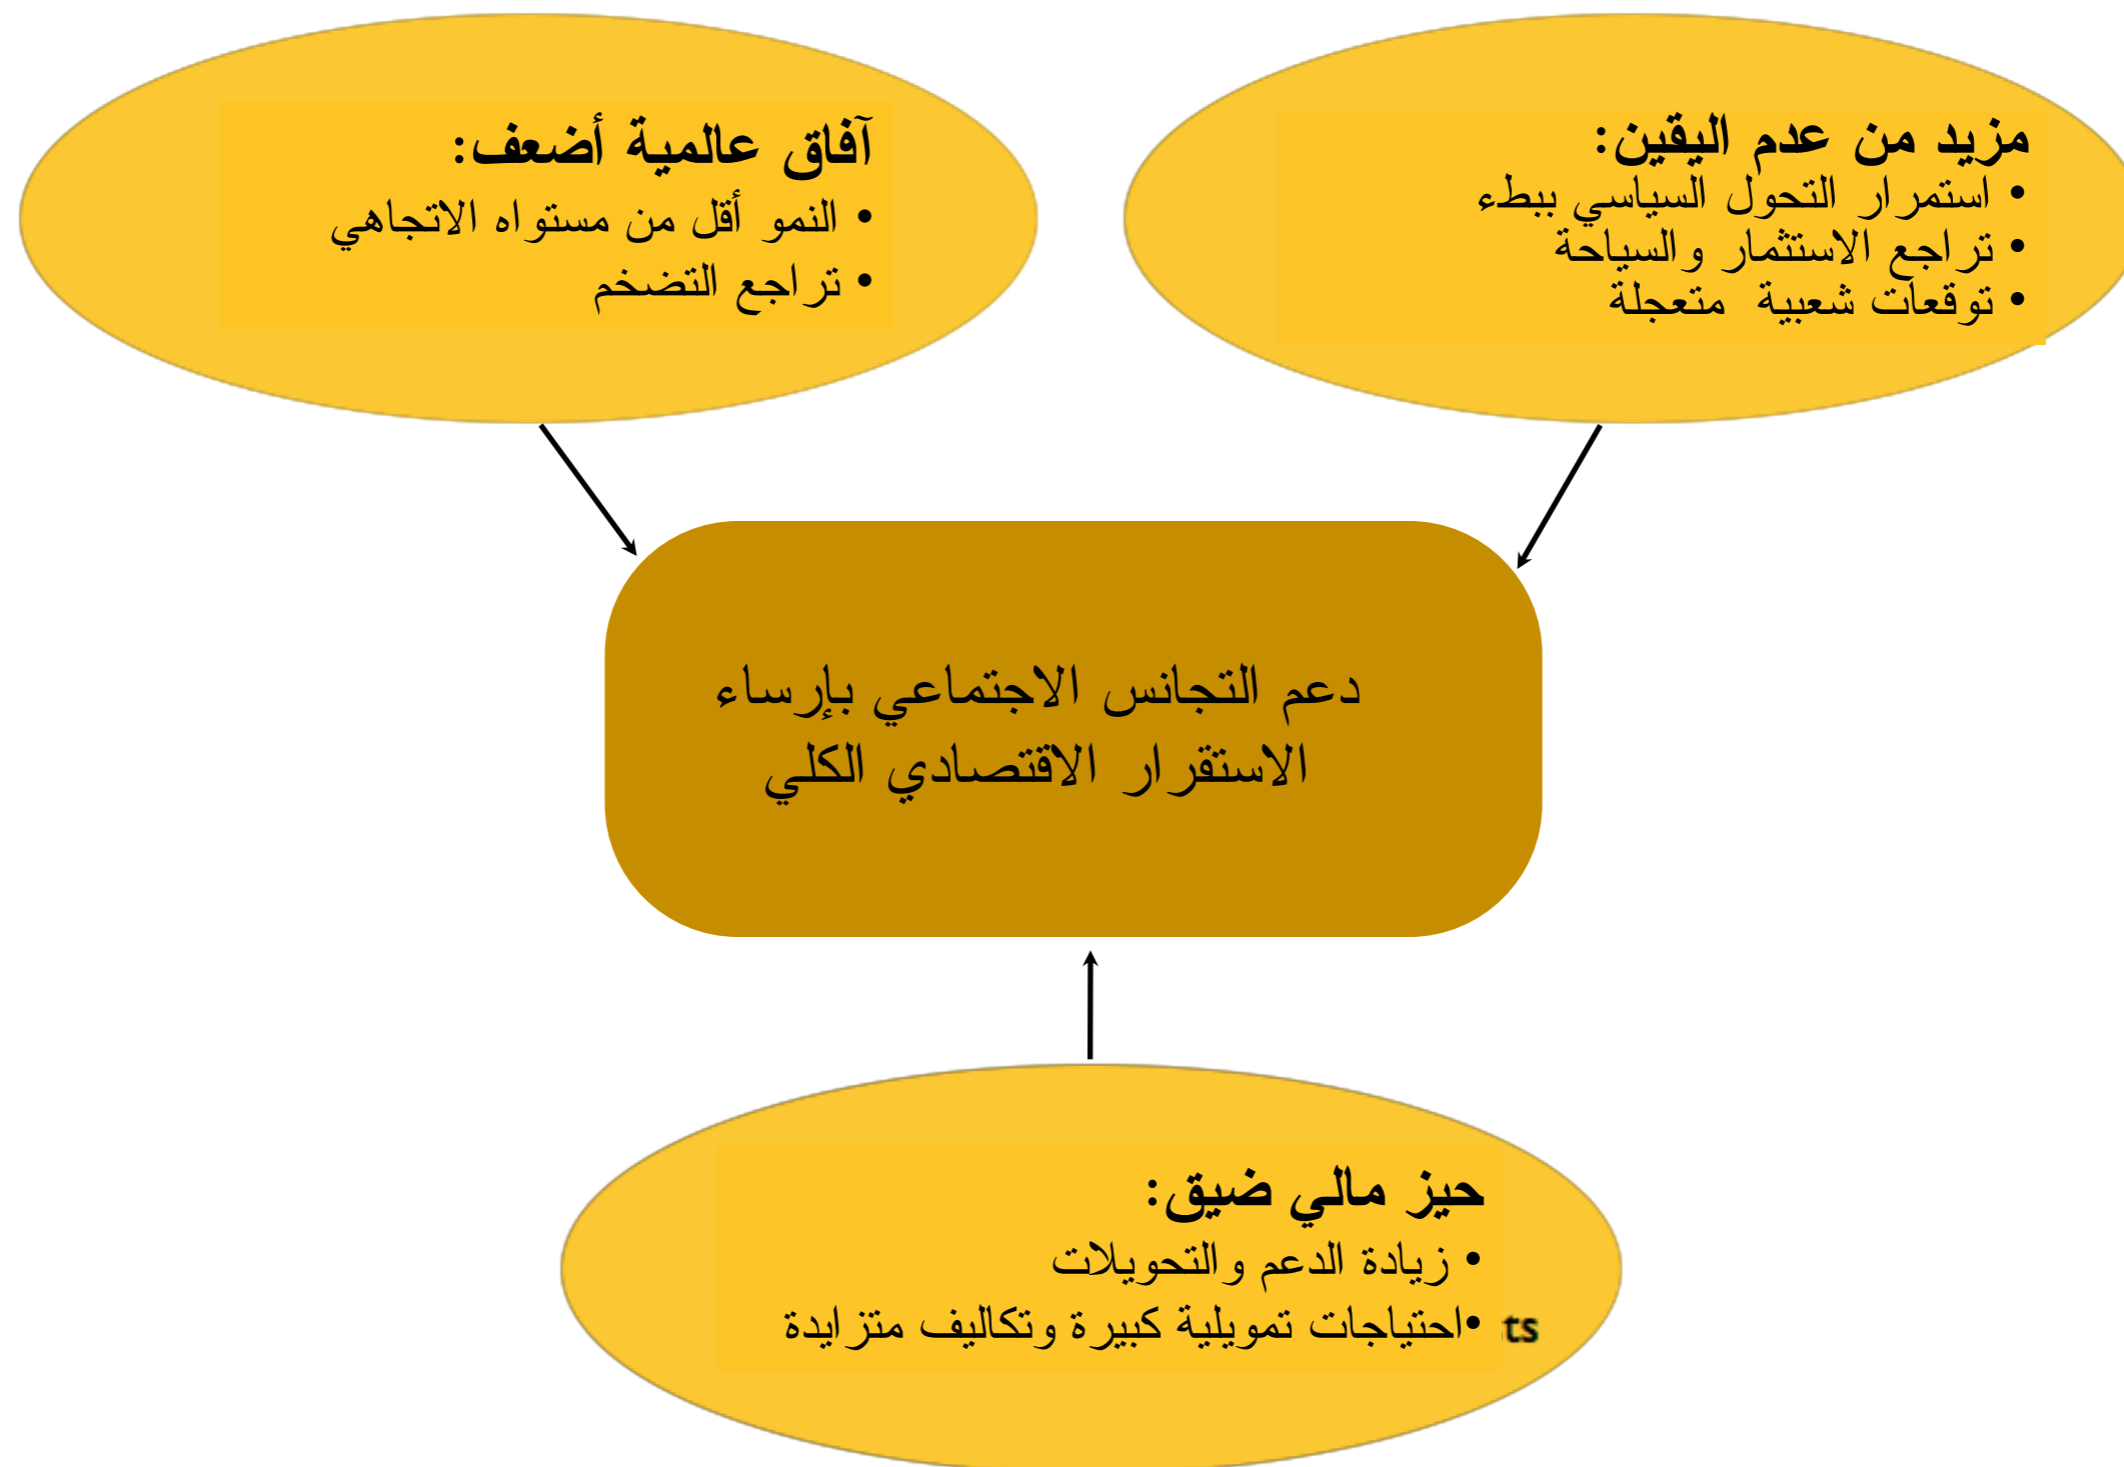 مزيد من عدم اليقين:
• استمرار التحول السياسي ببطء
• تراجع الاستثمار والسياحة
• توقعات شعبية متعجلة
آفاق عالمية أضعف:
• النمو أقل من مستواه الاتجاهي
• تراجع التضخم
دعم التجانس الاجتماعي بإرساء
الاستقرار الاقتصادي الكلي
حيز مالي ضيق:
• زيادة الدعم والتحويلات
•احتياجات تمويلية كبيرة وتكاليف متزايدة
ts